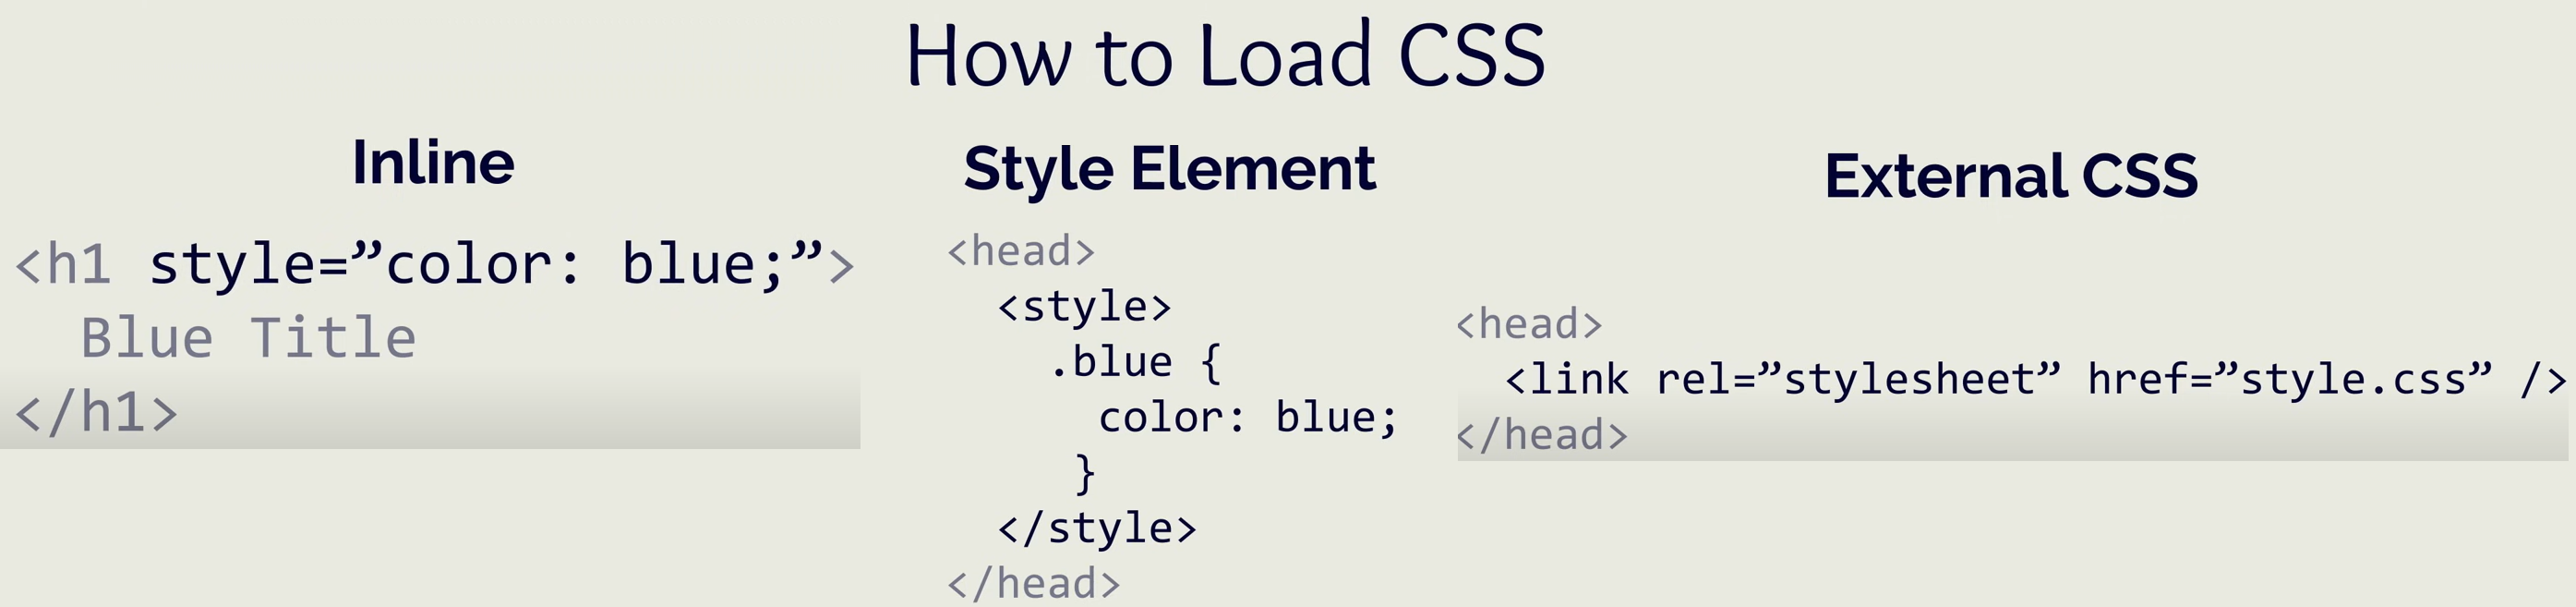 How to Load CSS
Inline
<h1 style=”color: blue;”>
Blue Title
</h1>
Style Element
<head>
<style>
.blue {
color: blue;
}
</style>
</head>
External CSS
<head>
<link rel=”stylesheet” href=”style.css” />
</head>